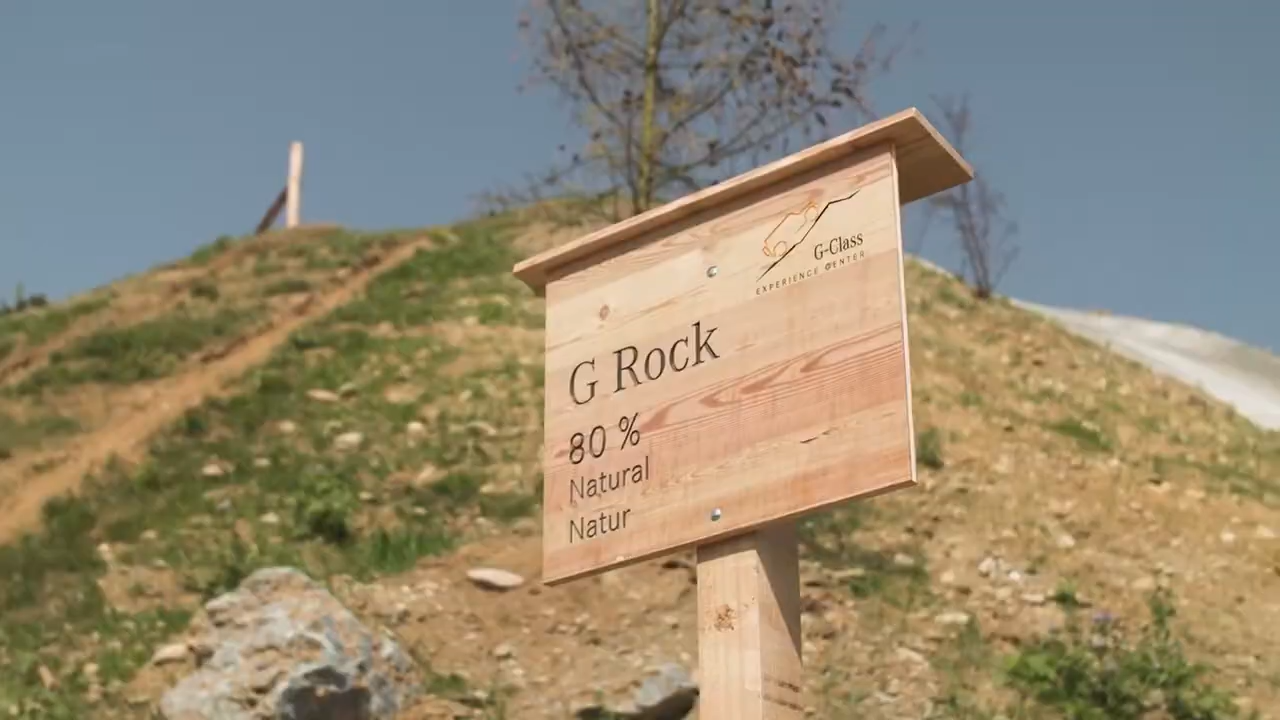 G-Class
EXPERIENCE CENTER
G Rock
80 %
Natural
Natur